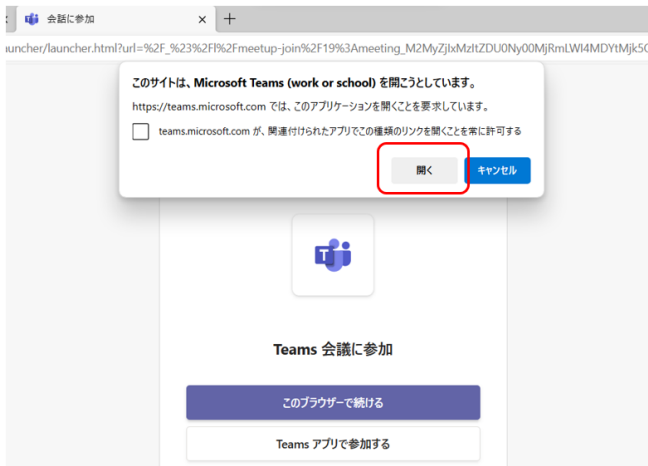 会話に参加
auncher/launcher.html?url=%2F_%23%2Fl%2Fmeetup-join%2F19%3Ameeting_M2MyZjIxMzItZDU0Ny00MjRmLWI4MDYtMjk5
このサイトは、Microsoft Teams (work or school) を開こうとしています。
https://teams.microsoft.com では、このアプリケーションを開くことを要求しています。
teams.microsoft.com が、関連付けられたアプリでこの種類のリンクを開くことを常に許可する
開く
キャンセル
Teams 会議に参加
このブラウザーで続ける
Teams アプリで参加する